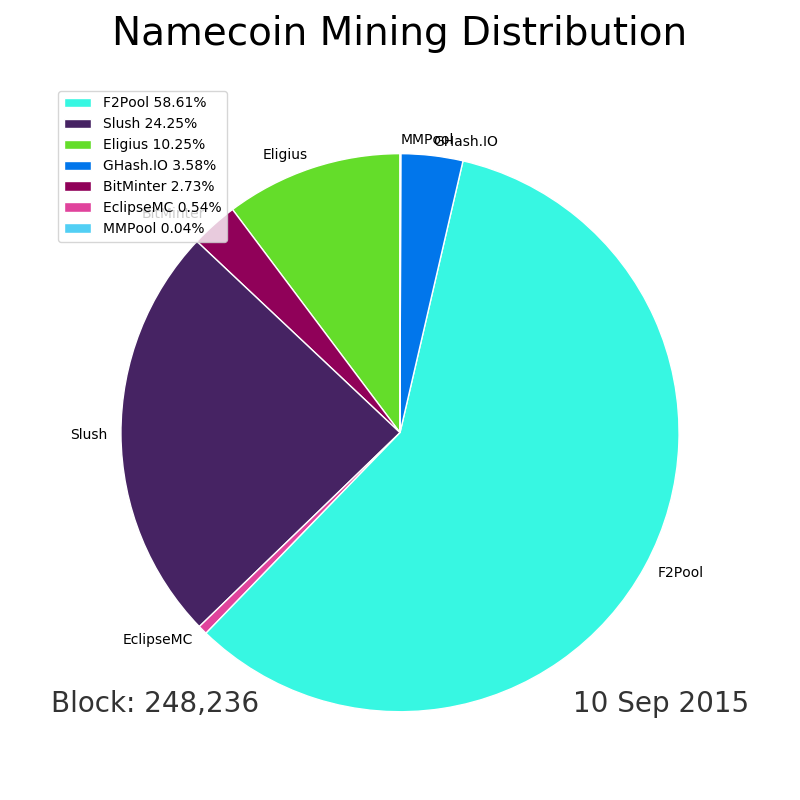 Namecoin Mining Distribution
F2Pool 58.61%
Slush 24.25%
Eligius 10.25%
GHash.IO 3.58%
BitMinter 2.73%
EclipseMC 0.54%
MMPool 0.04%
MMPool
GHash.IO
Eligius
BitMinter
Slush
F2Pool
EclipseMC
Block: 248,236
10 Sep 2015